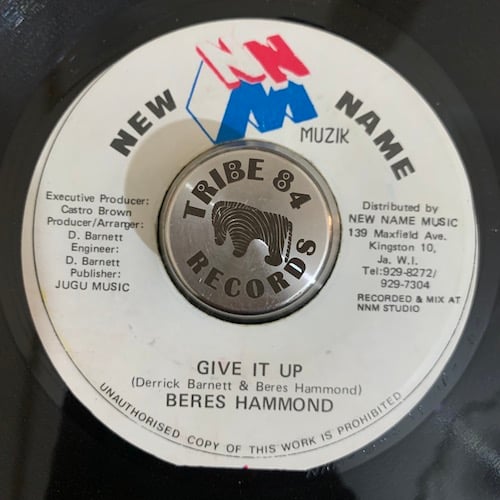 NNM
NEW NAME
MUZIK
Executive Producer:
Castro Brown
Producer/Arranger:
D. Barnett
Engineer:
D. Barnett
Publisher:
JUGU MUSIC
TRIBE 84
RECORDS
Distributed by
NEW NAME MUSIC
139 Maxfield Ave.
Kingston 10,
Ja. W.I.
Tel:929-8272/
929-7304
RECORDED & MIX AT
NNM STUDIO
GIVE IT UP
(Derrick Barnett & Beres Hammond)
BERES HAMMOND
UNAUTHORISED COPY OF THIS WORK IS PROHIBITED